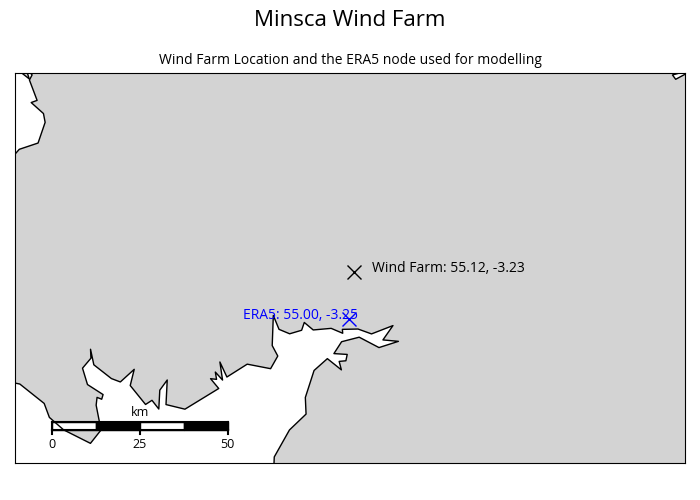 Minsca Wind Farm
Wind Farm Location and the ERA5 node used for modelling
Wind Farm: 55.12, -3.23
ERA5: 55.00, -3.25
km
0 25 50